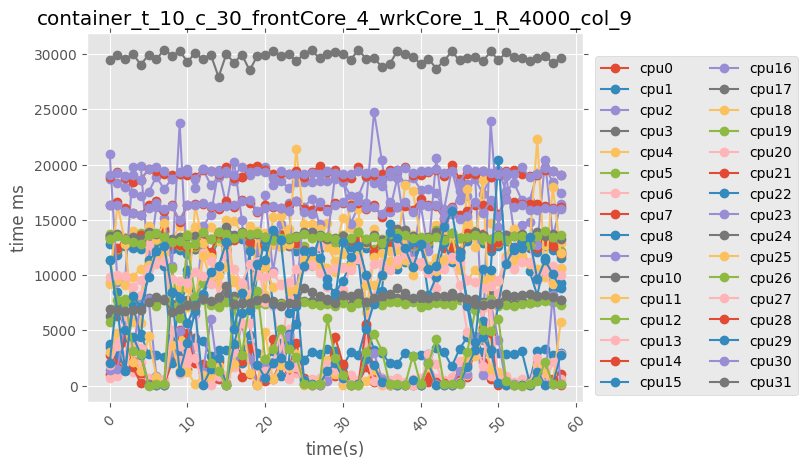 container_t_10_c_30_frontCore_4_wrkCore_1_R_4000_col_9
time ms
30000
25000
20000
15000
10000
5000
0
0
10
20
30
40
50
60
time(s)
cpu0
cpu1
cpu2
cpu3
cpu4
cpu5
cpu6
cpu7
cpu8
cpu9
cpu10
cpu11
cpu12
cpu13
cpu14
cpu15
cpu16
cpu17
cpu18
cpu19
cpu20
cpu21
cpu22
cpu23
cpu24
cpu25
cpu26
cpu27
cpu28
cpu29
cpu30
cpu31